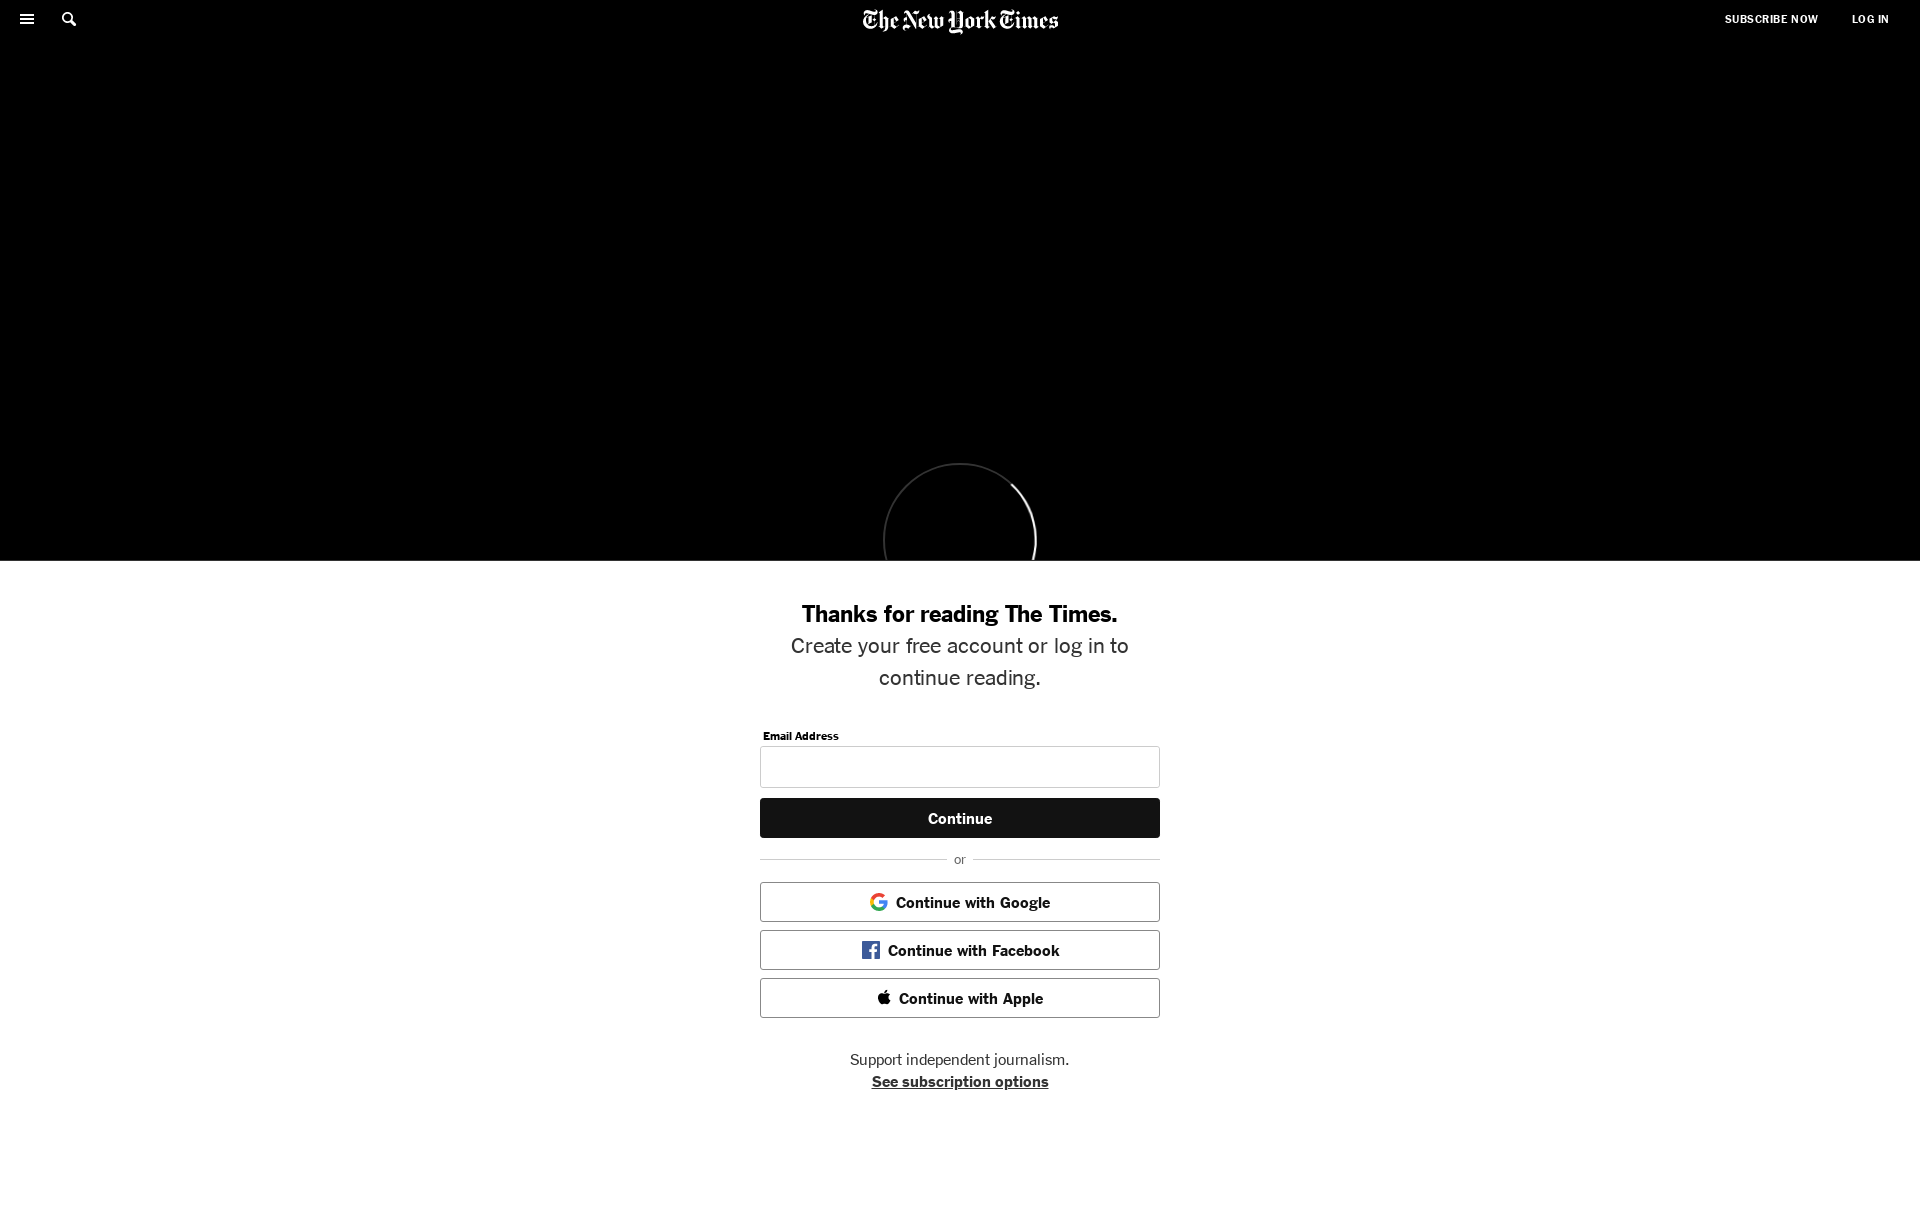 The New York Times
SUBSCRIBE NOW
LOG IN
Thanks for reading The Times.
Create your free account or log in to
continue reading.
Email Address
Continue
or
Continue with Google
Continue with Facebook
Continue with Apple
Support independent journalism.
See subscription options